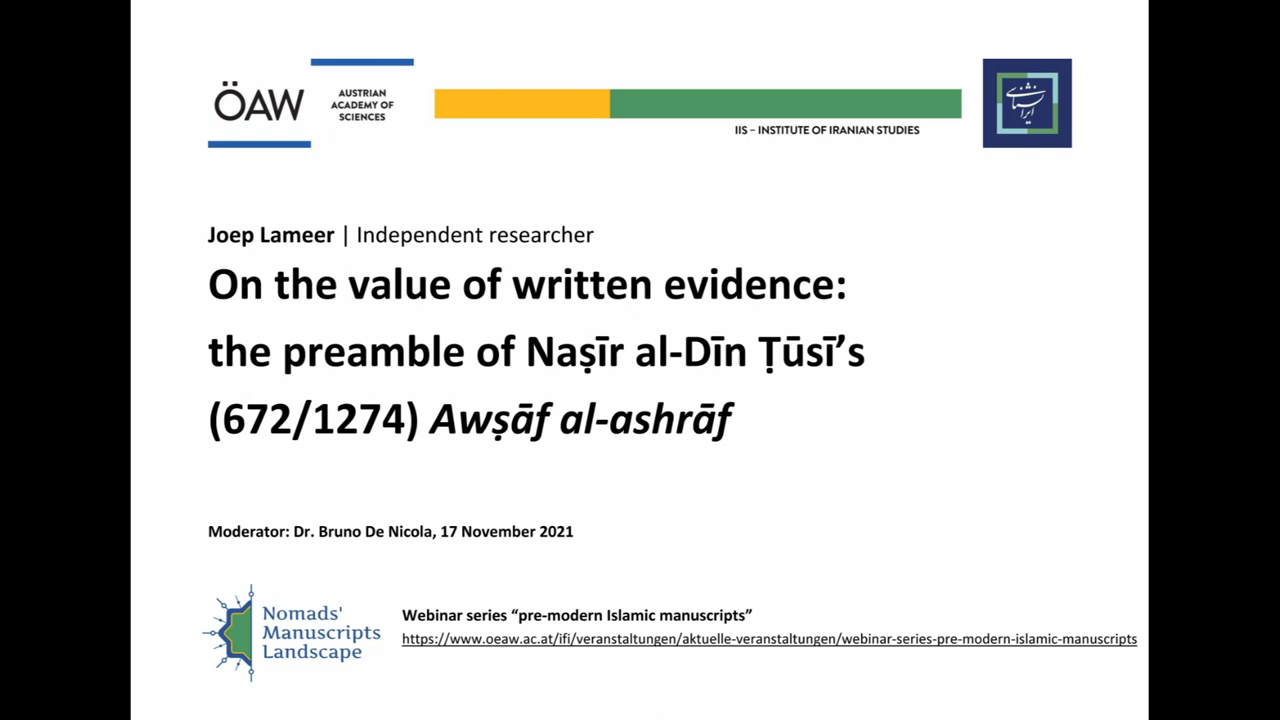 ÖAW
AUSTRIAN
ACADEMY OF
SCIENCES
IIS – INSTITUTE OF IRANIAN STUDIES
ایرانشناسی
Joep Lameer | Independent researcher
On the value of written evidence:
the preamble of Naṣīr al-Dīn Ṭūsī’s
(672/1274) Awṣāf al-ashrāf
Moderator: Dr. Bruno De Nicola, 17 November 2021
Nomads'
Manuscripts
Landscape
Webinar series “pre-modern Islamic manuscripts”
https://www.oeaw.ac.at/ifi/veranstaltungen/aktuelle-veranstaltungen/webinar-series-pre-modern-islamic-manuscripts